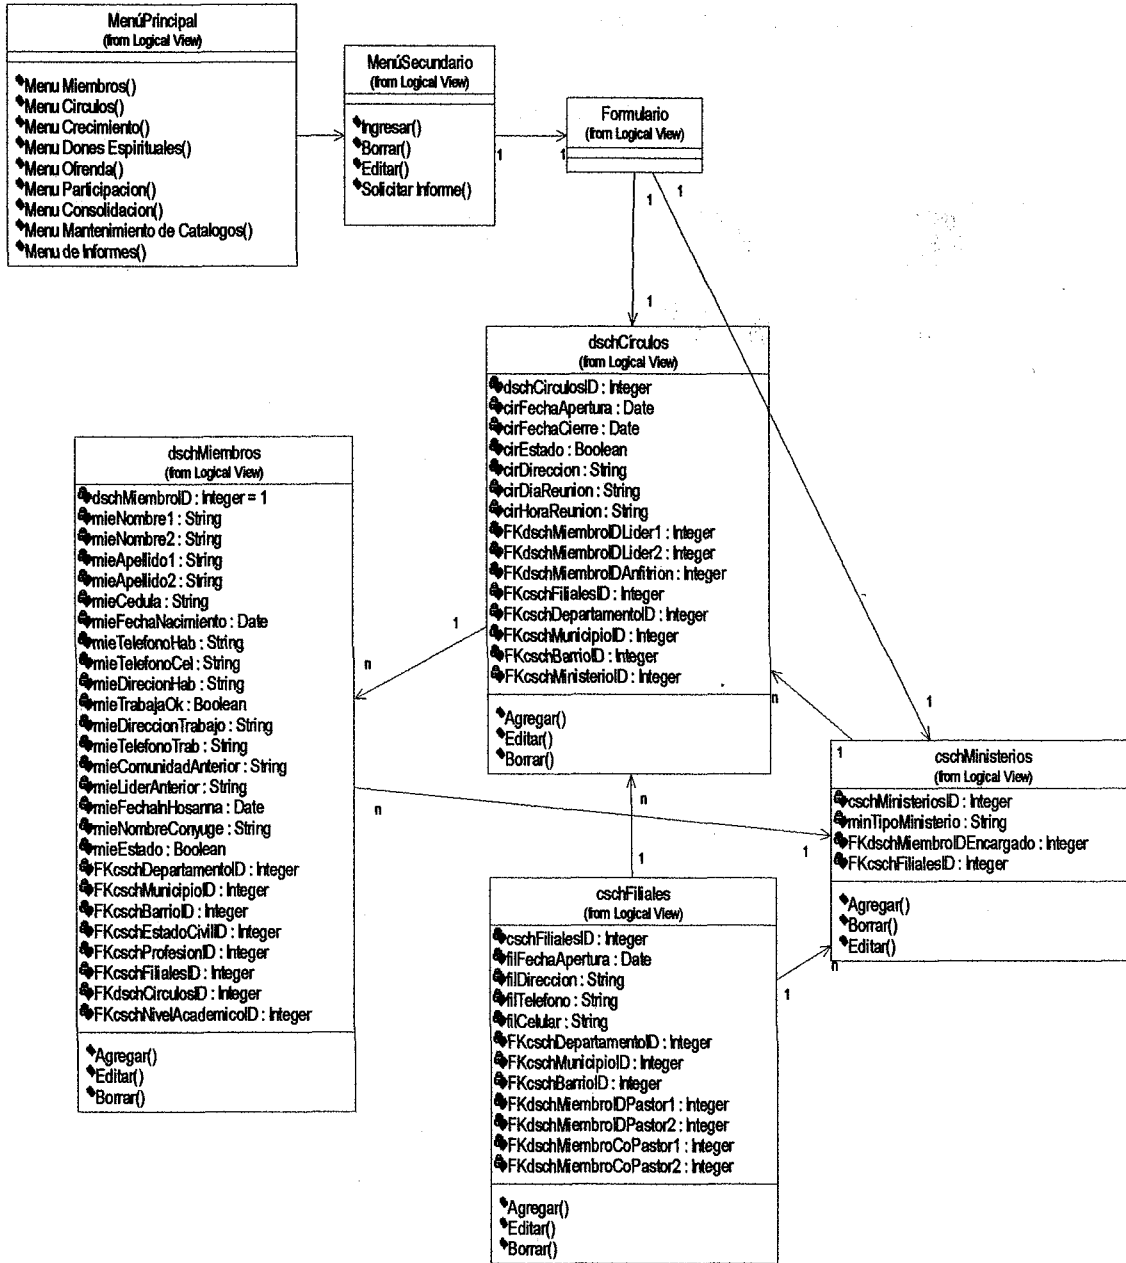 MenúPrincipal
(from Logical View)
Menu Miembros()
Menu Circulos()
Menu Crecimiento()
Menu Dones Espirituales()
Menu Ofrenda()
Menu Participacion()
Menu Consolidacion()
Menu Mantenimiento de Catalogos()
Menu de Informes()
MenúSecundario
(from Logical View)
Ingresar()
Borrar()
Editar()
Solicitar Informe()
1
1
Formulario
(from Logical View)
1
1
1
dschCírculos
(from Logical View)
dschCirculosID : Integer
cirFechaApertura : Date
cirFechaCierre : Date
cirEstado : Boolean
cirDireccion : String
cirDiaReunion : String
cirHoraReunion : String
FKdschMiembroIDLider1 : Integer
FKdschMiembroIDLider2 : Integer
FKdschMiembroIDAnfitrion : Integer
FKcschFilialesID : Integer
FKcschDepartamentoID : Integer
FKcschMunicipioID : Integer
FKcschBarrioID : Integer
FKcschMinisterioID : Integer
Agregar()
Editar()
Borrar()
dschMiembros
(from Logical View)
dschMiembroID : Integer = 1
mieNombre1 : String
mieNombre2 : String
mieApellido1 : String
mieApellido2 : String
mieCedula : String
mieFechaNacimiento : Date
mieTelefonoHab : String
mieTelefonoCel : String
mieDirecionHab : String
mieTrabajaOk : Boolean
mieDireccionTrabajo : String
mieTelefonoTrab : String
mieComunidadAnterior : String
mieLiderAnterior : String
mieFechaInHosanna : Date
mieNombreConyuge : String
mieEstado : Boolean
FKcschDepartamentoID : Integer
FKcschMunicipioID : Integer
FKcschBarrioID : Integer
FKcschEstadoCivilID : Integer
FKcschProfesionID : Integer
FKcschFilialesID : Integer
FKdschCirculosID : Integer
FKcschNivelAcademicoID : Integer
Agregar()
Editar()
Borrar()
1
n
n
1
n
1
1
cschMinisterios
(from Logical View)
cschMinisteriosID : Integer
minTipoMinisterio : String
FKdschMiembroIDEncargado : Integer
FKcschFilialesID : Integer
Agregar()
Borrar()
Editar()
n
1
n
1
cschFiliales
(from Logical View)
cschFilialesID : Integer
filFechaApertura : Date
filDireccion : String
filTelefono : String
filCelular : String
FKcschDepartamentoID : Integer
FKcschMunicipioID : Integer
FKcschBarrioID : Integer
FKdschMiembroIDPastor1 : Integer
FKdschMiembroIDPastor2 : Integer
FKdschMiembroCoPastor1 : Integer
FKdschMiembroCoPastor2 : Integer
Agregar()
Editar()
Borrar()